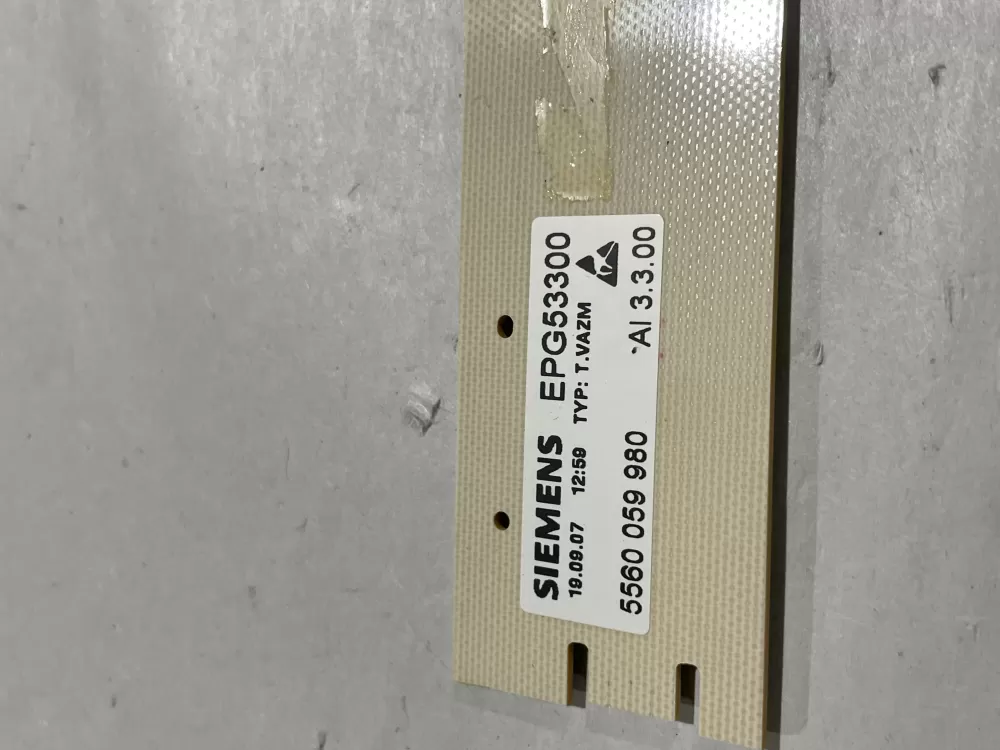 SIEMENS EPG53300
19.09.07 12:59 TYP: T.VAZM
5560 059 980 AI 3.3.00